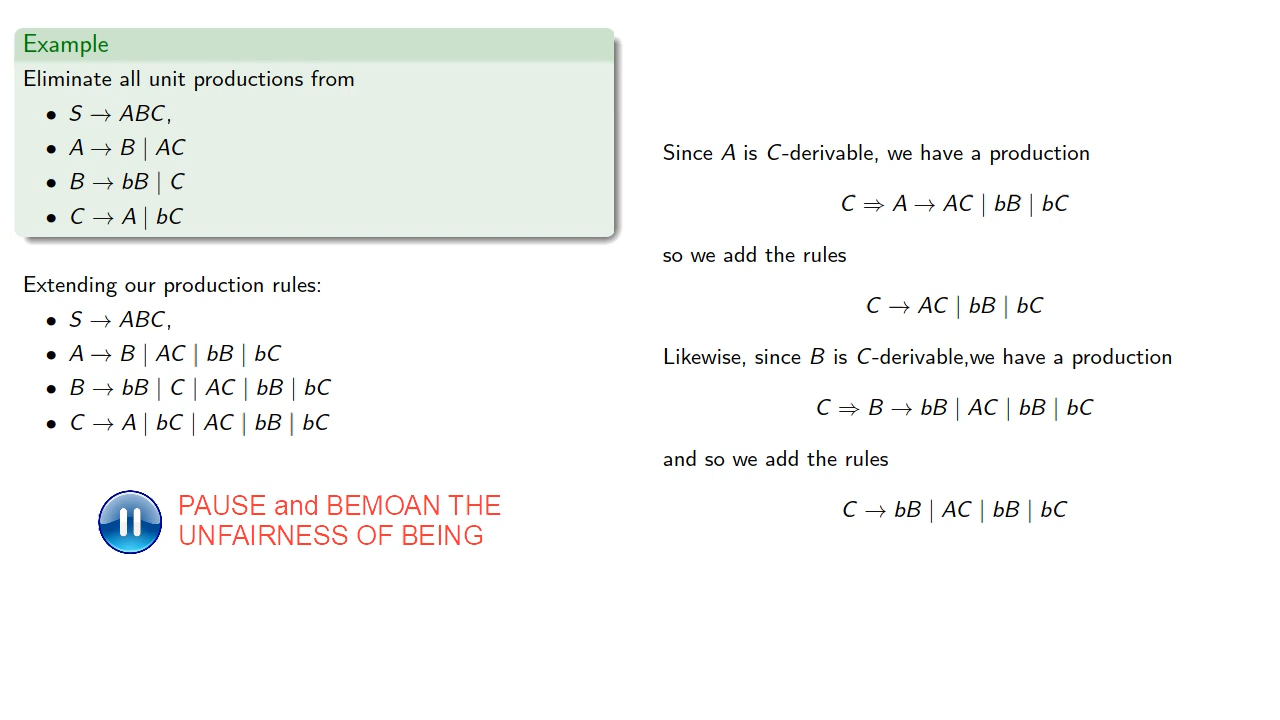 Example
Eliminate all unit productions from
• S → ABC,
• A → B | AC
• B → bB | C
• C → A | bC
Extending our production rules:
• S → ABC,
• A → B | AC | bB | bC
• B → bB | C | AC | bB | bC
• C → A | bC | AC | bB | bC
PAUSE and BEMOAN THE
UNFAIRNESS OF BEING
Since A is C-derivable, we have a production
C ⇒ A → AC | bB | bC
so we add the rules
C → AC | bB | bC
Likewise, since B is C-derivable,we have a production
C ⇒ B → bB | AC | bB | bC
and so we add the rules
C → bB | AC | bB | bC